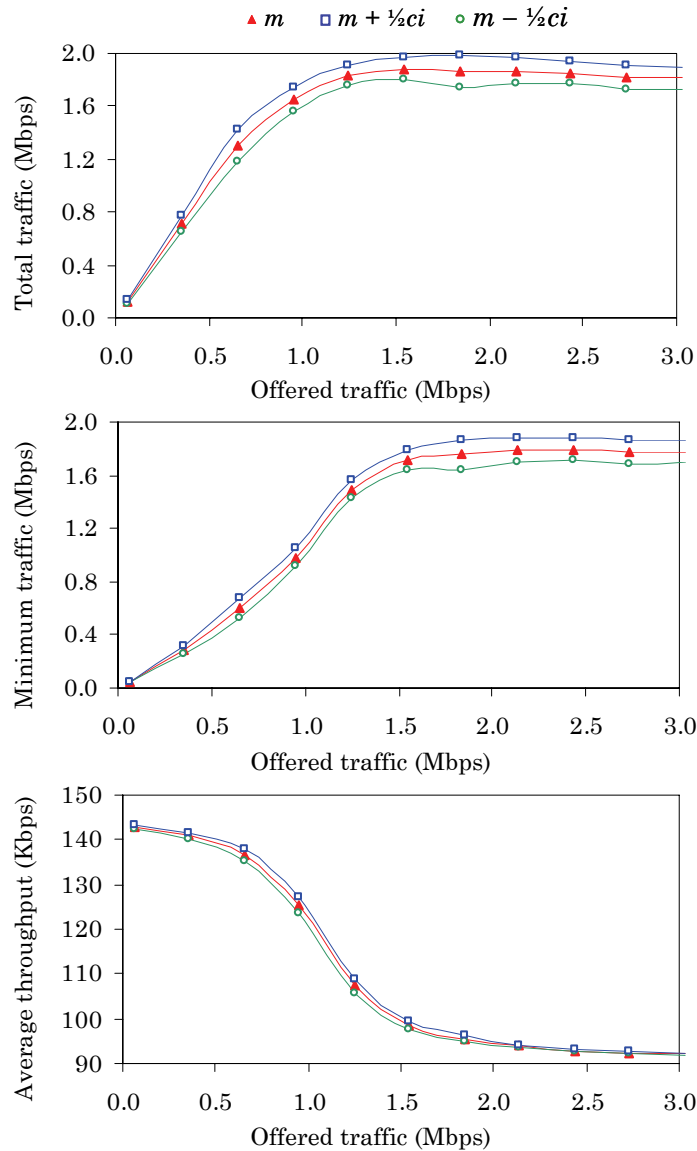 m m + ½ci m – ½ci
Total traffic (Mbps)
2.0
1.6
1.2
0.8
0.4
0.0
0.0 0.5 1.0 1.5 2.0 2.5 3.0
Offered traffic (Mbps)
Minimum traffic (Mbps)
2.0
1.6
1.2
0.8
0.4
0.0
0.0 0.5 1.0 1.5 2.0 2.5 3.0
Offered traffic (Mbps)
Average throughput (Kbps)
150
140
130
120
110
100
90
0.0 0.5 1.0 1.5 2.0 2.5 3.0
Offered traffic (Mbps)